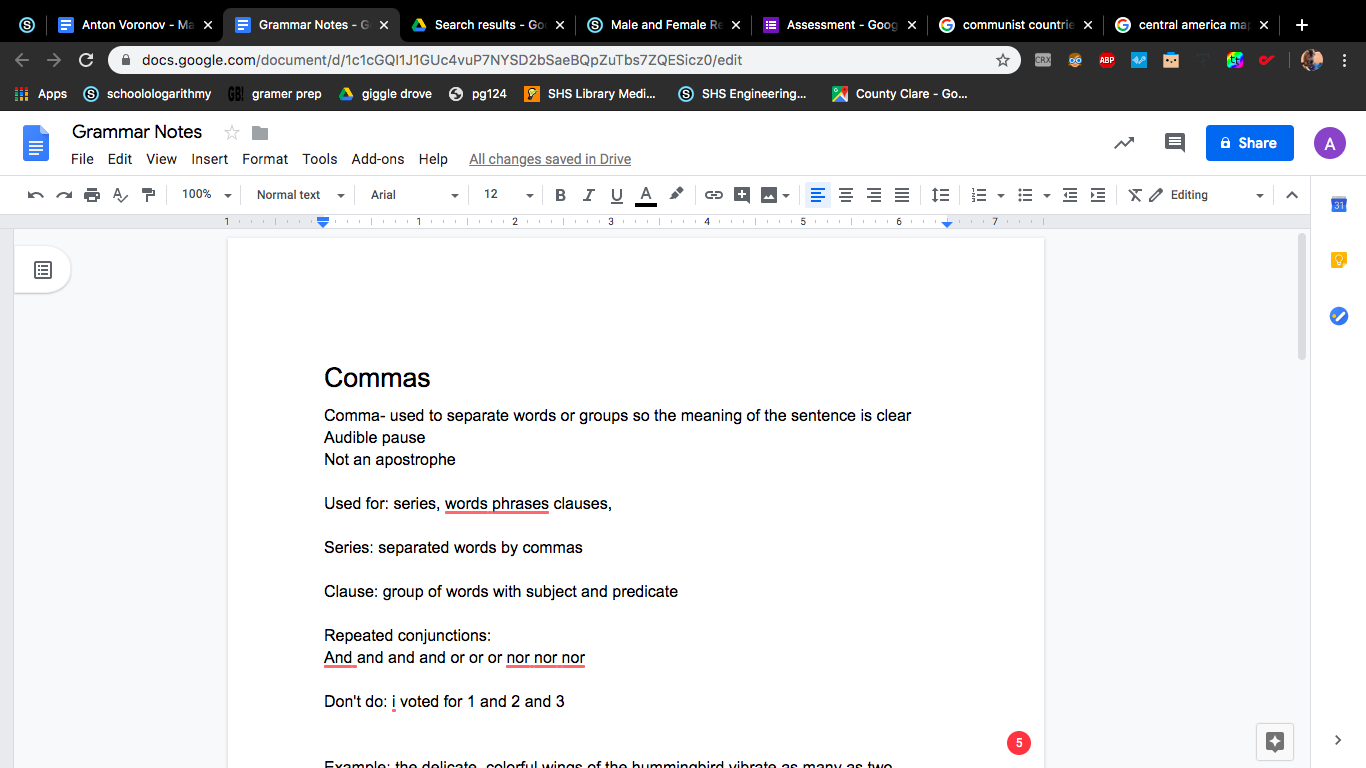 Anton Voronov - Ma
Grammar Notes - G
Search results - Go
Male and Female Re
Assessment - Goog
communist countrie
central america map
docs.google.com/document/d/1c1cGQI1J1GUc4vuP7NYSD2bSaeBQpZuTbs7ZQESicz0/edit
CRX
ABP
Apps
schoolologarithmy
GB!
gramer prep
giggle drove
pg124
SHS Library Medi...
SHS Engineering...
County Clare - Go...
Grammar Notes
File Edit View Insert Format Tools Add-ons Help All changes saved in Drive
Share
A
100% Normal text Arial 12 B I U A Editing
1 1 2 3 4 5 6 7
31
Commas
Comma- used to separate words or groups so the meaning of the sentence is clear
Audible pause
Not an apostrophe
Used for: series, words phrases clauses,
Series: separated words by commas
Clause: group of words with subject and predicate
Repeated conjunctions:
And and and and or or or nor nor nor
Don't do: i voted for 1 and 2 and 3
5
Example: the delicate, colorful wings of the hummingbird vibrate as many as two